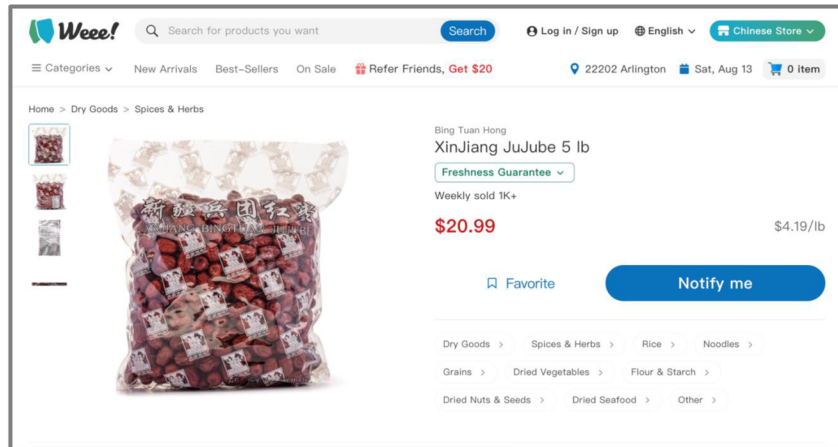 Weee!
Search for products you want
Search
Log in / Sign up
English
Chinese Store
Categories
New Arrivals
Best-Sellers
On Sale
Refer Friends, Get $20
22202 Arlington
Sat, Aug 13
0 item
Home > Dry Goods > Spices & Herbs
Bing Tuan Hong
XinJiang JuJube 5 lb
Freshness Guarantee
Weekly sold 1K+
$20.99
$4.19/lb
Favorite
Notify me
新疆兵团红枣
XINJIANG BINGTUAN JUJUBE
Dry Goods >
Spices & Herbs >
Rice >
Noodles >
Grains >
Dried Vegetables >
Flour & Starch >
Dried Nuts & Seeds >
Dried Seafood >
Other >